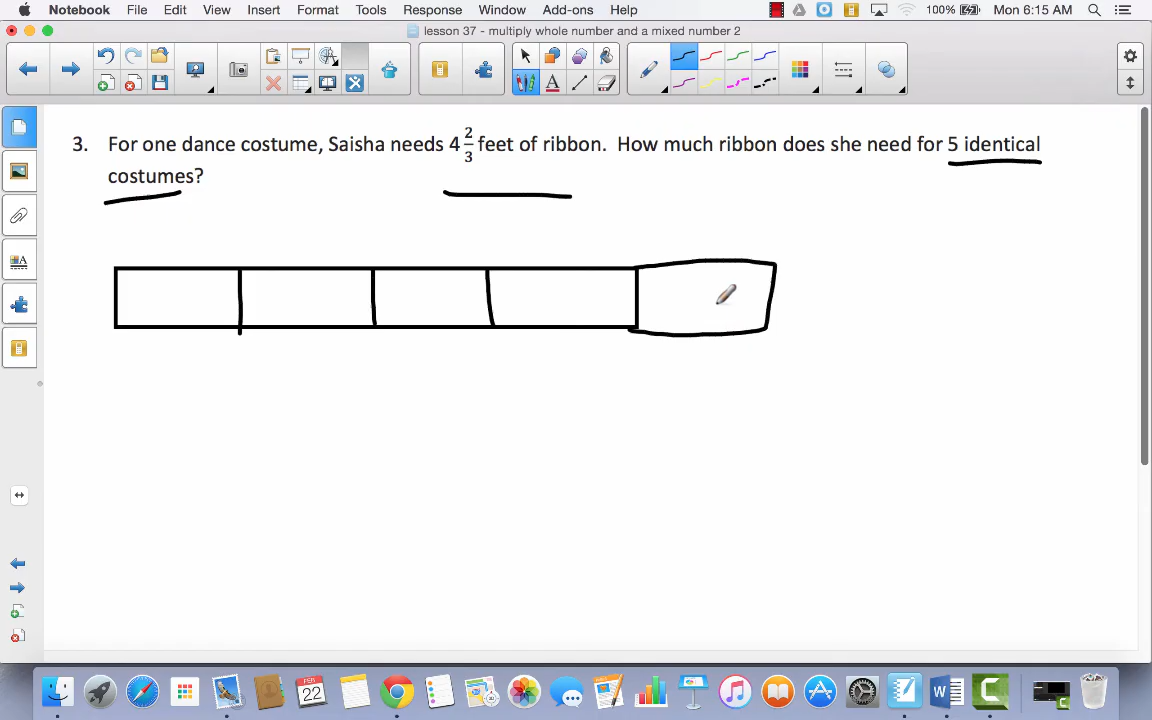 Notebook File Edit View Insert Format Tools Response Window Add-ons Help 100% Mon 6:15 AM
lesson 37 - multiply whole number and a mixed number 2
3. For one dance costume, Saisha needs 4 2/3 feet of ribbon. How much ribbon does she need for 5 identical
costumes?
FEB
22